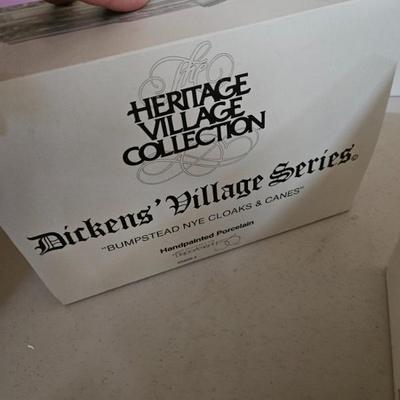 The
HERITAGE
VILLAGE
COLLECTION
Dickens' Village Series©
"BUMPSTEAD NYE CLOAKS & CANES"
Handpainted Porcelain